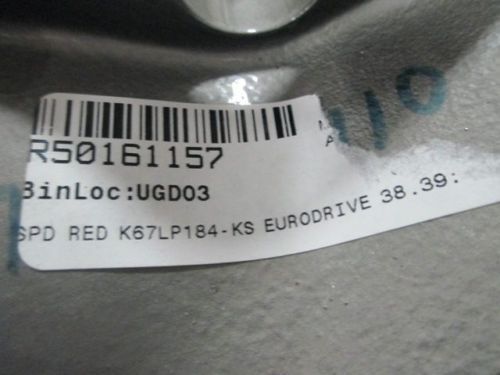 R50161157
BinLoc:UGD03
SPD RED K67LP184-KS EURODRIVE 38.39: